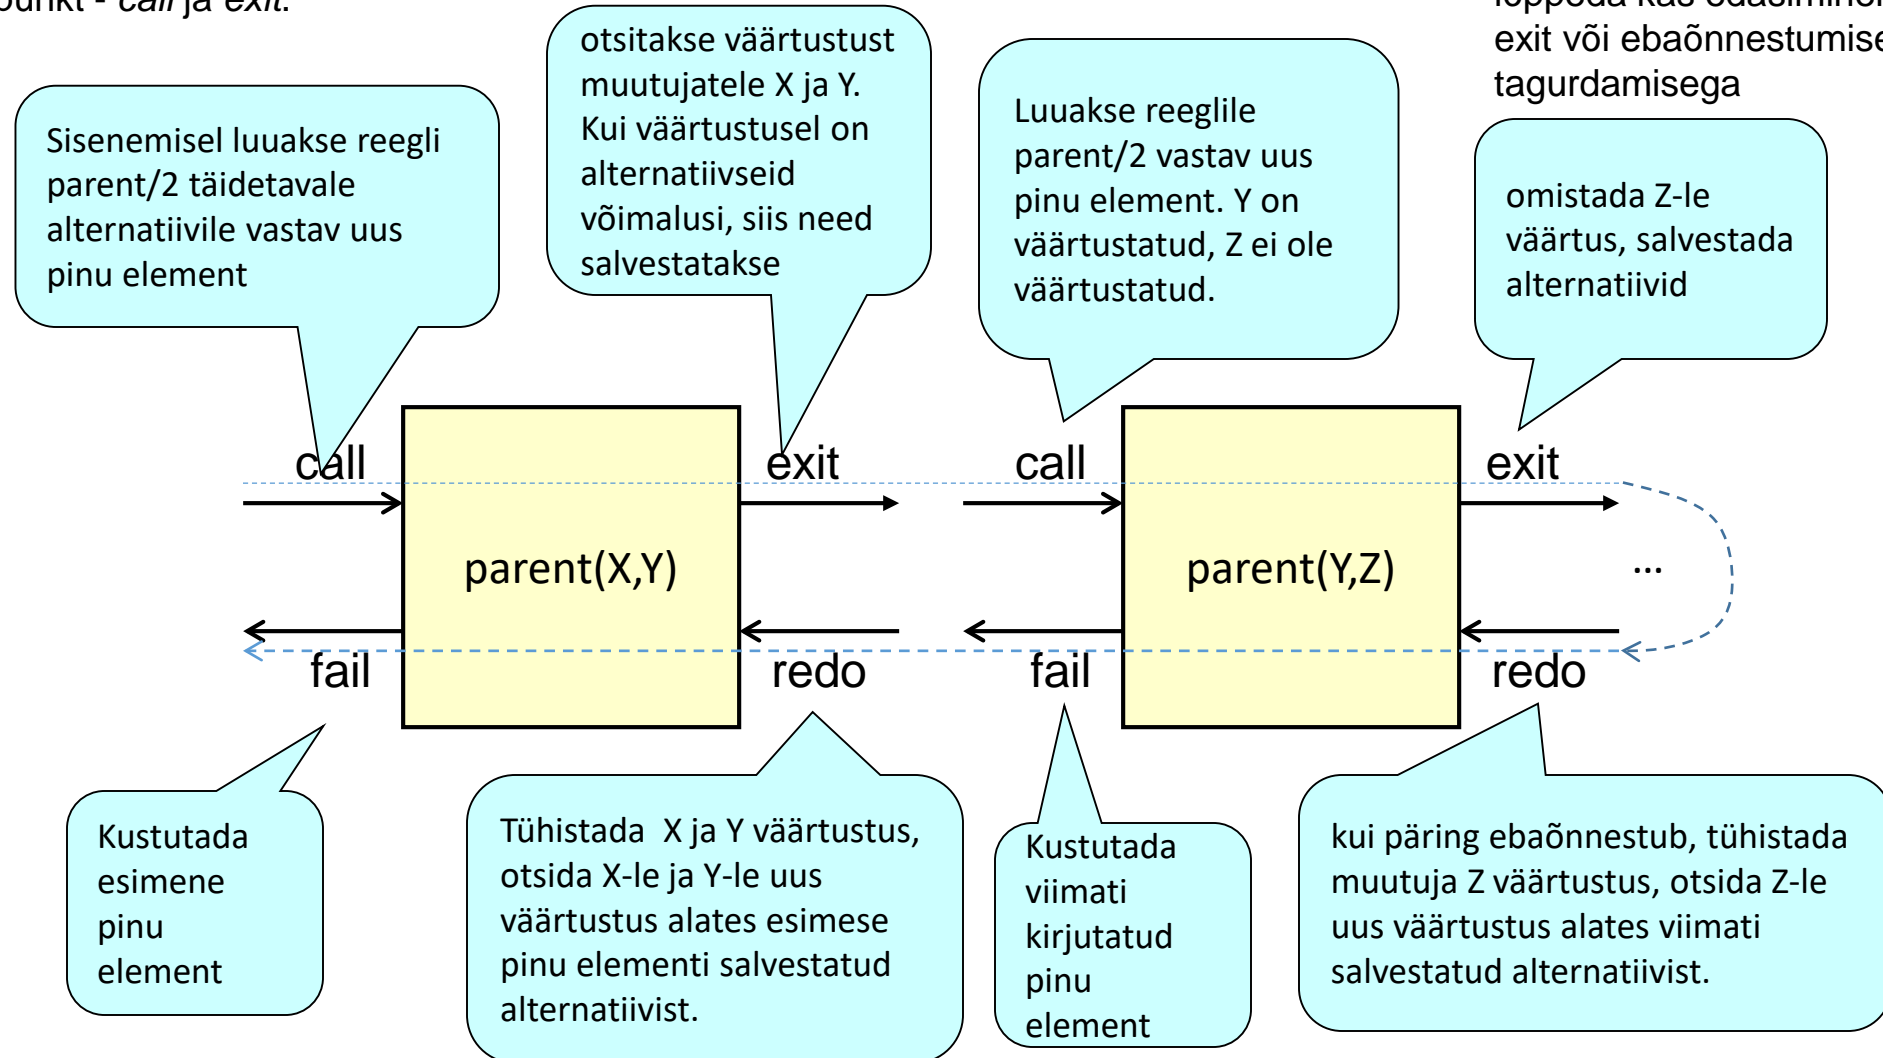 punkt - call ja exit.
exit või ebaõnnestumise
tagurdamisega
Sisenemisel luuakse reegli
parent/2 täidetavale
alternatiivile vastav uus
pinu element
otsitakse väärtustust
muutujatele X ja Y.
Kui väärtustusel on
alternatiivseid
võimalusi, siis need
salvestatakse
Luuakse reeglile
parent/2 vastav uus
pinu element. Y on
väärtustatud, Z ei ole
väärtustatud.
omistada Z-le
väärtus, salvestada
alternatiivid
call
exit
call
exit
parent(X,Y)
parent(Y,Z)
...
fail
redo
fail
redo
Kustutada
esimene
pinu
element
Tühistada X ja Y väärtustus,
otsida X-le ja Y-le uus
väärtustus alates esimese
pinu elementi salvestatud
alternatiivist.
Kustutada
viimati
kirjutatud
pinu
element
kui päring ebaõnnestub, tühistada
muutuja Z väärtustus, otsida Z-le
uus väärtustus alates viimati
salvestatud alternatiivist.